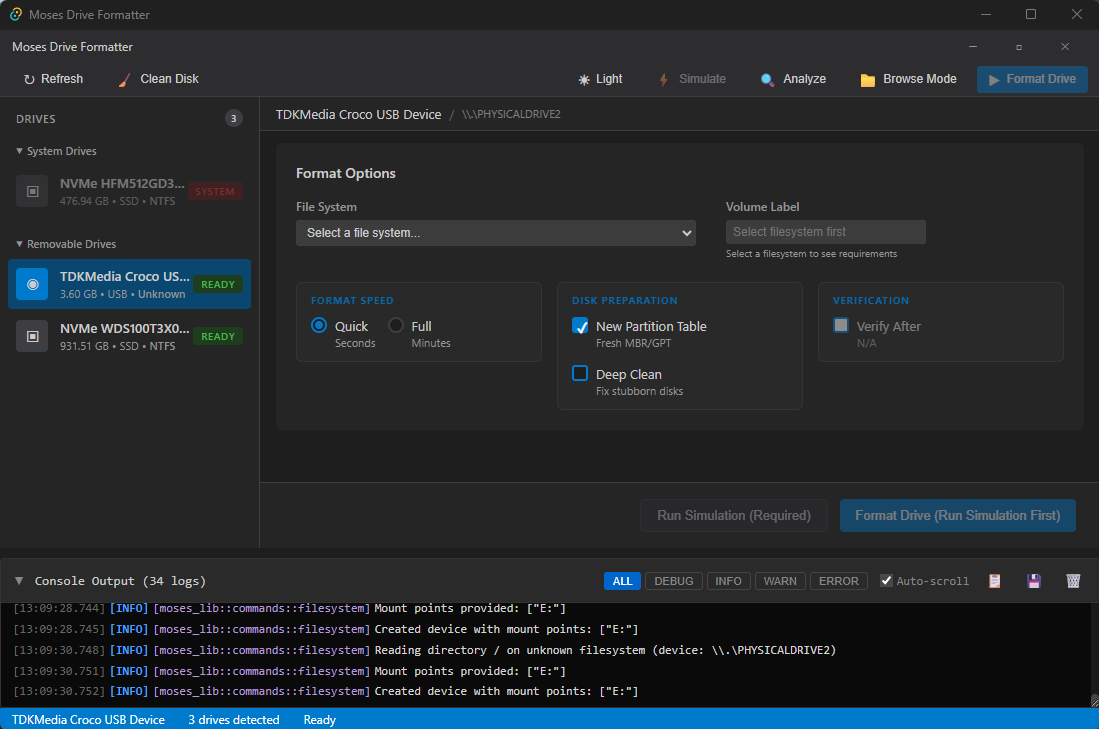 Moses Drive Formatter
Moses Drive Formatter
Refresh
Clean Disk
Light
Simulate
Analyze
Browse Mode
Format Drive
DRIVES
3
System Drives
NVMe HFM512GD3...
476.94 GB • SSD • NTFS
SYSTEM
Removable Drives
TDKMedia Croco US...
3.60 GB • USB • Unknown
READY
NVMe WDS100T3X0...
931.51 GB • SSD • NTFS
READY
TDKMedia Croco USB Device / \\.\PHYSICALDRIVE2
Format Options
File System
Select a file system...
Volume Label
Select filesystem first
Select a filesystem to see requirements
FORMAT SPEED
Quick
Seconds
Full
Minutes
DISK PREPARATION
New Partition Table
Fresh MBR/GPT
Deep Clean
Fix stubborn disks
VERIFICATION
Verify After
N/A
Run Simulation (Required)
Format Drive (Run Simulation First)
Console Output (34 logs)
ALL
DEBUG
INFO
WARN
ERROR
Auto-scroll
[13:09:28.744] [INFO] [moses_lib::commands::filesystem] Mount points provided: ["E:"]
[13:09:28.745] [INFO] [moses_lib::commands::filesystem] Created device with mount points: ["E:"]
[13:09:30.748] [INFO] [moses_lib::commands::filesystem] Reading directory / on unknown filesystem (device: \\.\PHYSICALDRIVE2)
[13:09:30.751] [INFO] [moses_lib::commands::filesystem] Mount points provided: ["E:"]
[13:09:30.752] [INFO] [moses_lib::commands::filesystem] Created device with mount points: ["E:"]
TDKMedia Croco USB Device
3 drives detected
Ready